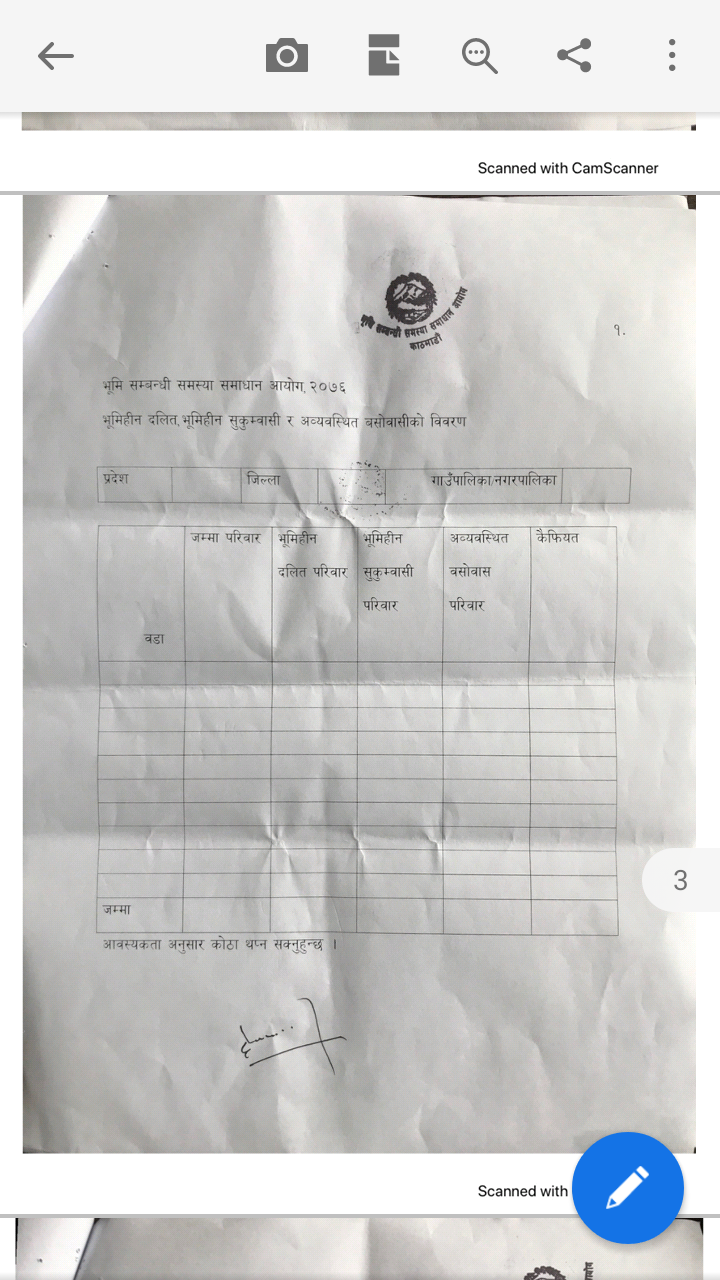 Scanned with CamScanner
भूमि सम्बन्धी समस्या समाधान आयोग
काठमाडौं
१.
भूमि सम्बन्धी समस्या समाधान आयोग, २०७६
भूमिहीन दलित, भूमिहीन सुकुम्वासी र अव्यवस्थित बसोवासीको विवरण
प्रदेश जिल्ला गाउँपालिका/नगरपालिका
वडा जम्मा परिवार भूमिहीन दलित परिवार भूमिहीन सुकुम्वासी परिवार अव्यवस्थित वसोवास परिवार कैफियत
जम्मा
आवस्यकता अनुसार कोठा थप्न सक्नुहुन्छ ।
3
Scanned with